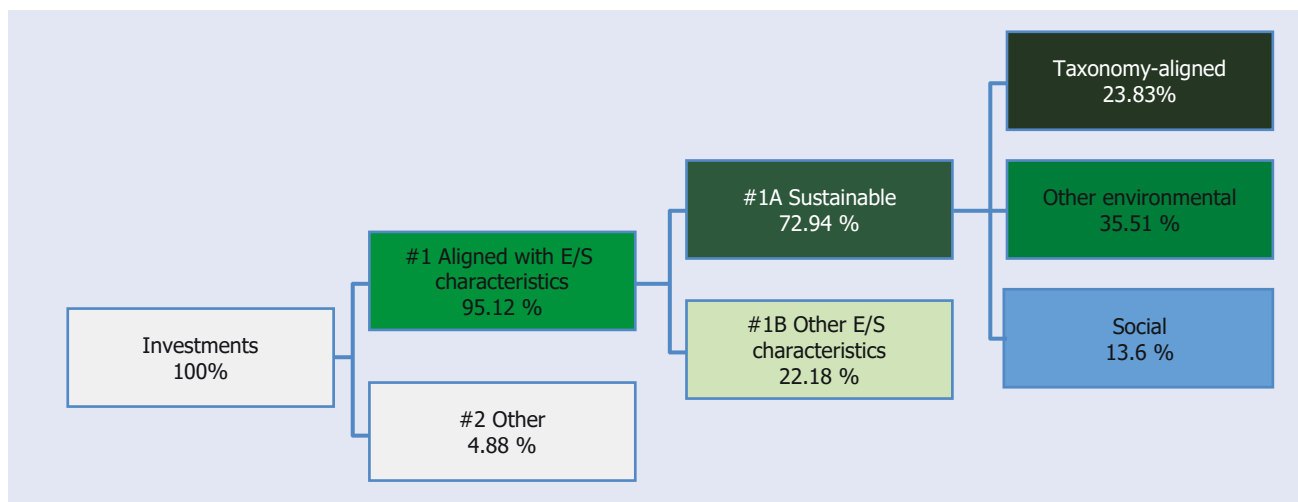 Investments
100%
#1 Aligned with E/S
characteristics
95.12 %
#2 Other
4.88 %
#1A Sustainable
72.94 %
#1B Other E/S
characteristics
22.18 %
Taxonomy-aligned
23.83%
Other environmental
35.51 %
Social
13.6 %